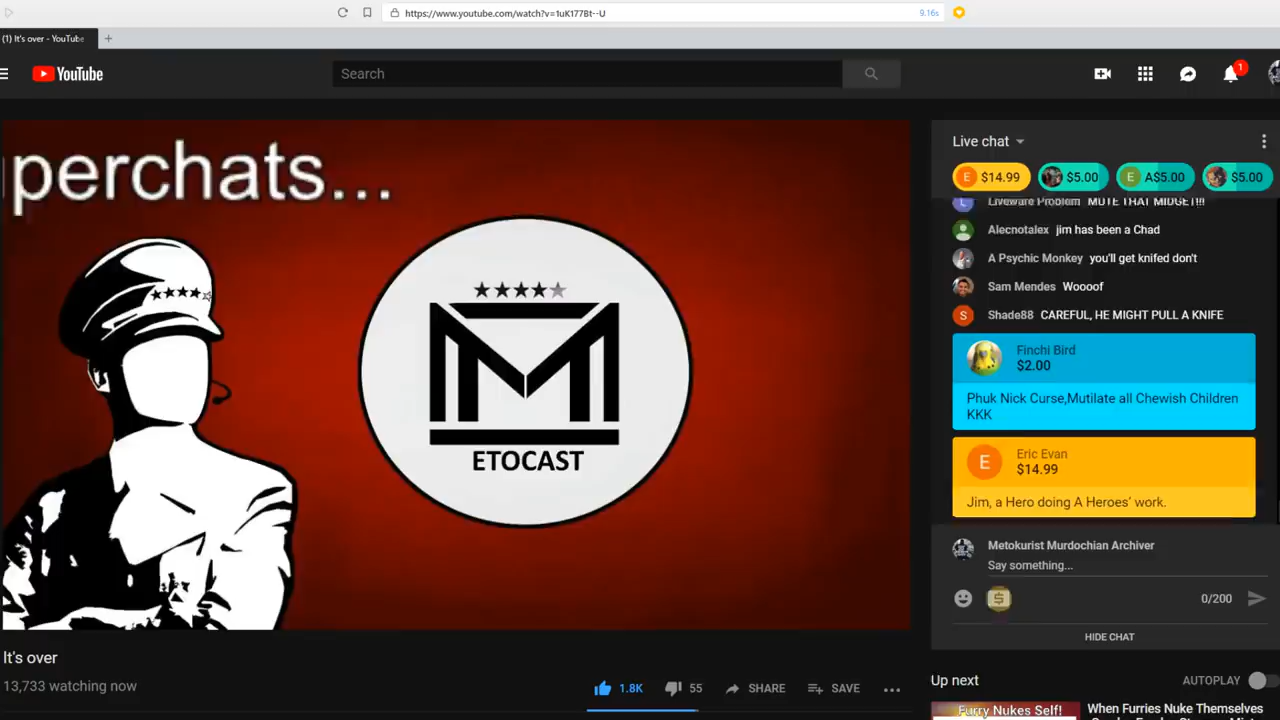 https://www.youtube.com/watch?v=1uK177Bt--U
9.16s
(1) It's over - YouTube
YouTube
Search
1
perchats...
ETOCAST
Live chat
E $14.99
$5.00
E A$5.00
$5.00
L Liveware Problem MUTE THAT MIDGET!!!
Alecnotalex jim has been a Chad
A Psychic Monkey you'll get knifed don't
Sam Mendes Woooof
S Shade88 CAREFUL, HE MIGHT PULL A KNIFE
Finchi Bird
$2.00
Phuk Nick Curse,Mutilate all Chewish Children
KKK
E Eric Evan
$14.99
Jim, a Hero doing A Heroes' work.
Metokurist Murdochian Archiver
Say something...
0/200
HIDE CHAT
It's over
13,733 watching now
1.8K
55
SHARE
SAVE
Up next
AUTOPLAY
Furry Nukes Self!
When Furries Nuke Themselves